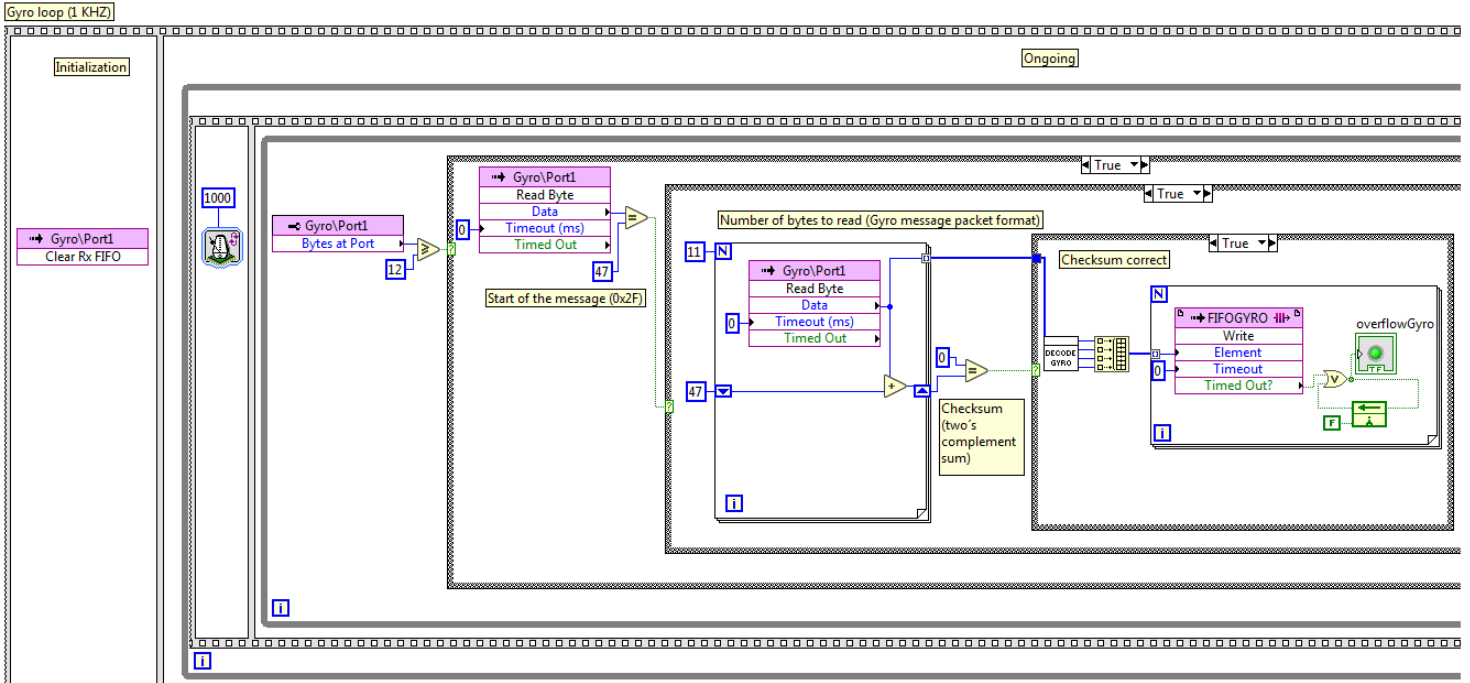 Gyro loop (1 KHZ)
Initialization
Ongoing
Gyro\Port1
Clear Rx FIFO
1000
Gyro\Port1
Bytes at Port
12
≥
?
True
Gyro\Port1
Read Byte
Data
Timeout (ms)
Timed Out
0
47
=
Start of the message (0x2F)
True
?
Number of bytes to read (Gyro message packet format)
11
N
Gyro\Port1
Read Byte
Data
Timeout (ms)
Timed Out
0
47
+
i
0
=
Checksum
(two´s
complement
sum)
True
?
Checksum correct
DECODE
GYRO
N
FIFOGYRO
Write
Element
Timeout
Timed Out?
0
overflowGyro
TF
V
F
i
i
i